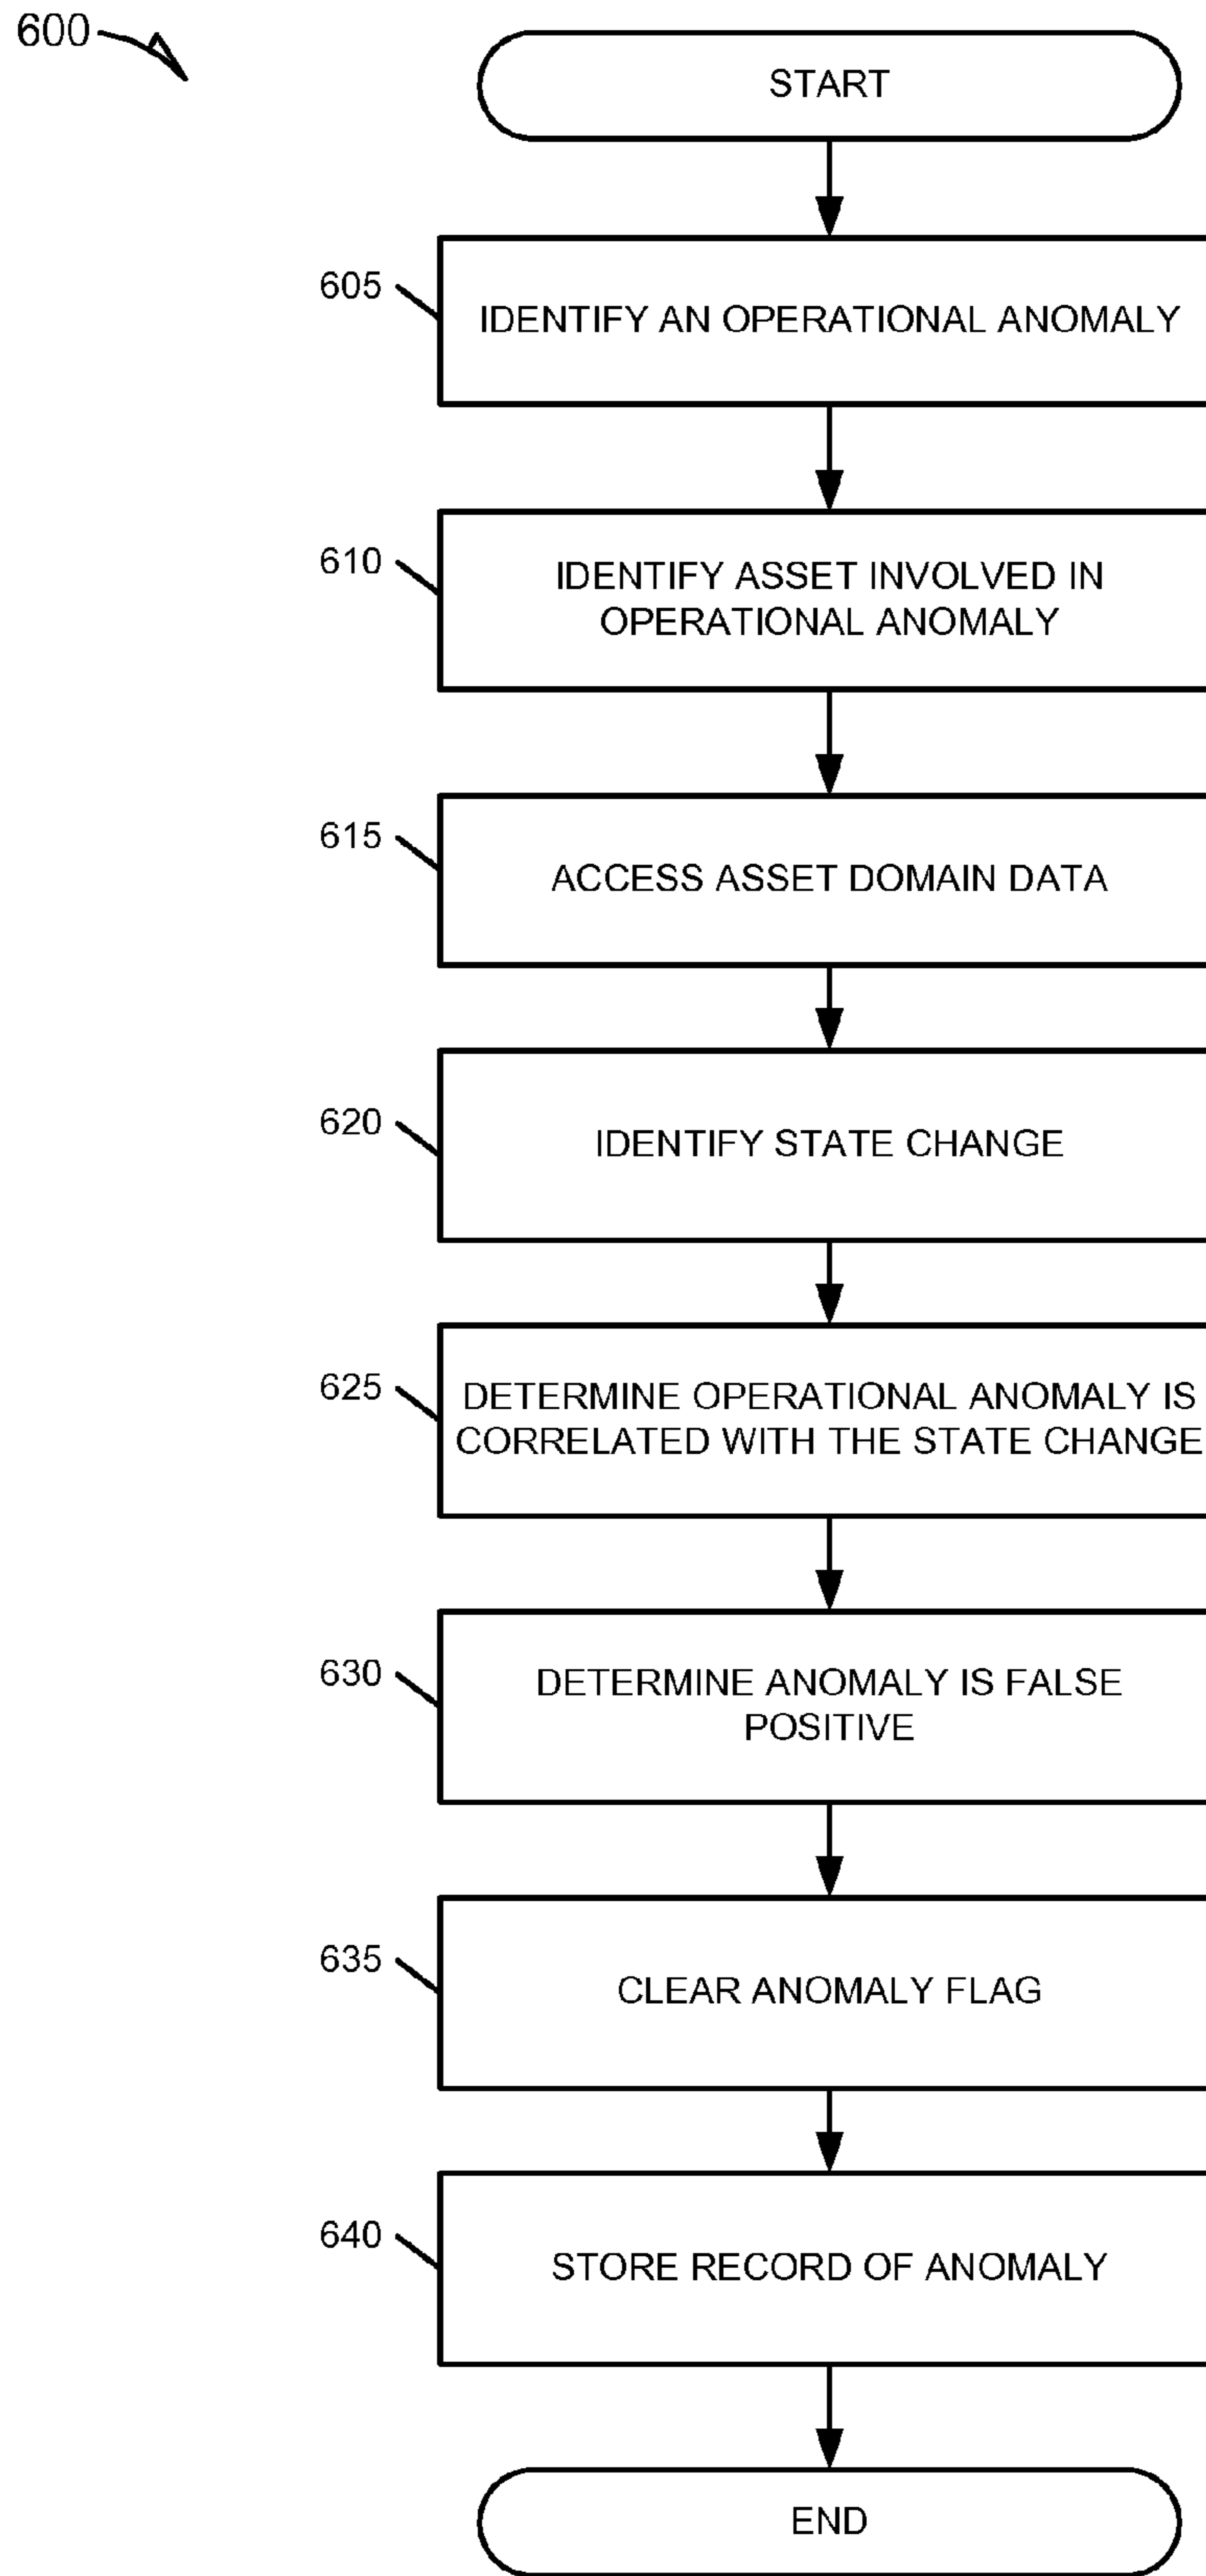 600
START
605
IDENTIFY AN OPERATIONAL ANOMALY
610
IDENTIFY ASSET INVOLVED IN
OPERATIONAL ANOMALY
615
ACCESS ASSET DOMAIN DATA
620
IDENTIFY STATE CHANGE
625
DETERMINE OPERATIONAL ANOMALY IS
CORRELATED WITH THE STATE CHANGE
630
DETERMINE ANOMALY IS FALSE
POSITIVE
635
CLEAR ANOMALY FLAG
640
STORE RECORD OF ANOMALY
END